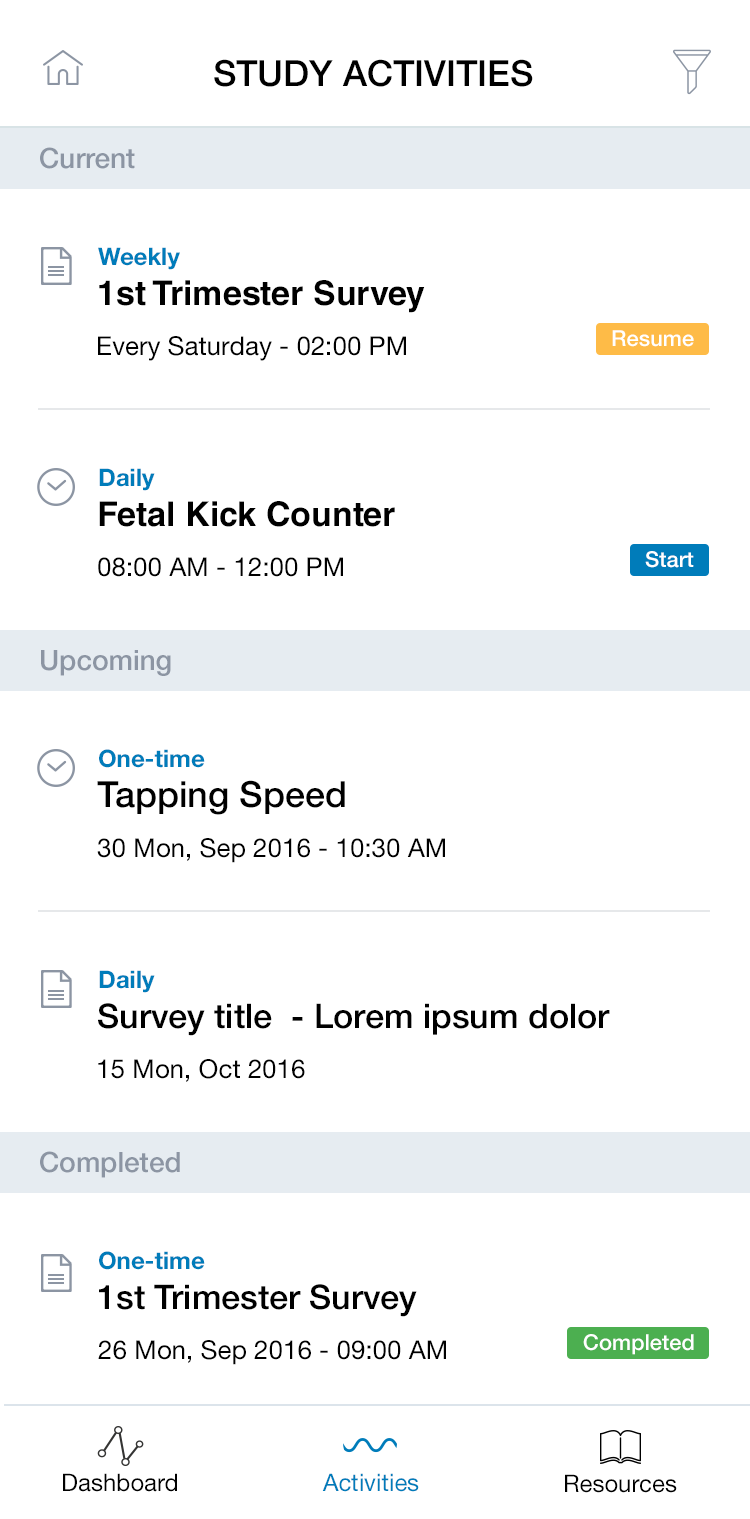 STUDY ACTIVITIES
Current
Weekly
1st Trimester Survey
Every Saturday - 02:00 PM
Resume
Daily
Fetal Kick Counter
08:00 AM - 12:00 PM
Start
Upcoming
One-time
Tapping Speed
30 Mon, Sep 2016 - 10:30 AM
Daily
Survey title  - Lorem ipsum dolor
15 Mon, Oct 2016
Completed
One-time
1st Trimester Survey
26 Mon, Sep 2016 - 09:00 AM
Completed
Dashboard
Activities
Resources